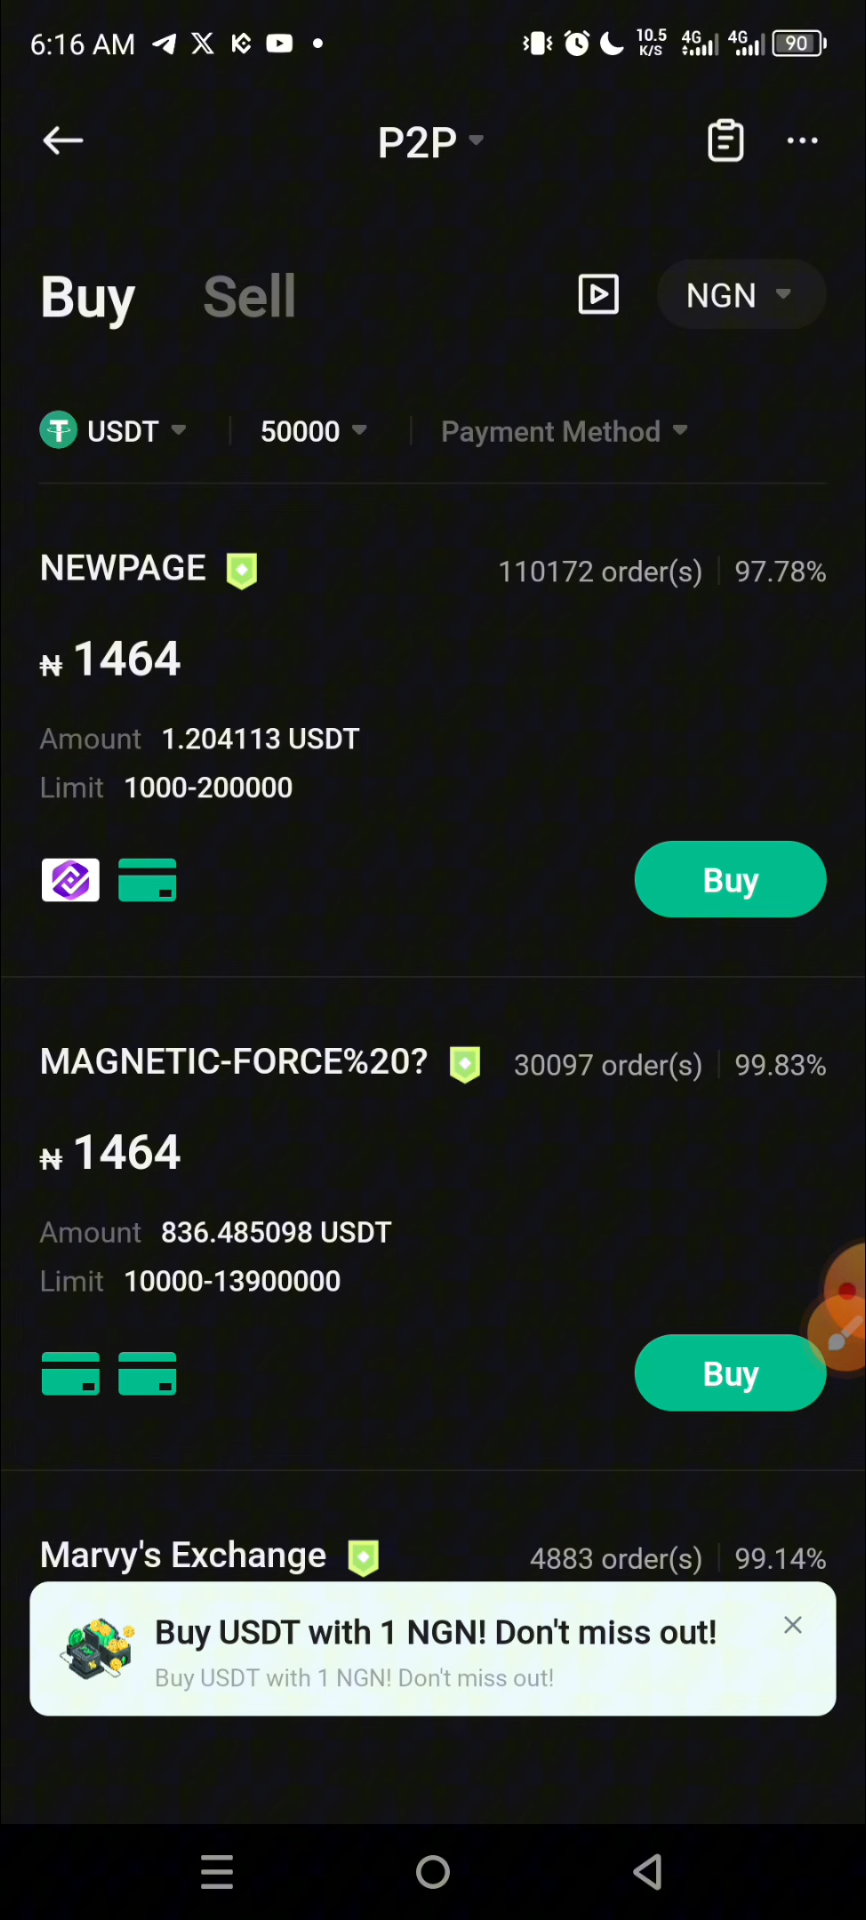 6:16 AM
10.5 K/S 4G 4G 90
P2P
Buy Sell NGN
USDT 50000 Payment Method
NEWPAGE 110172 order(s) 97.78%
₦ 1464
Amount 1.204113 USDT
Limit 1000-200000
Buy
MAGNETIC-FORCE%20? 30097 order(s) 99.83%
₦ 1464
Amount 836.485098 USDT
Limit 10000-13900000
Buy
Marvy's Exchange 4883 order(s) 99.14%
Buy USDT with 1 NGN! Don't miss out!
Buy USDT with 1 NGN! Don't miss out!